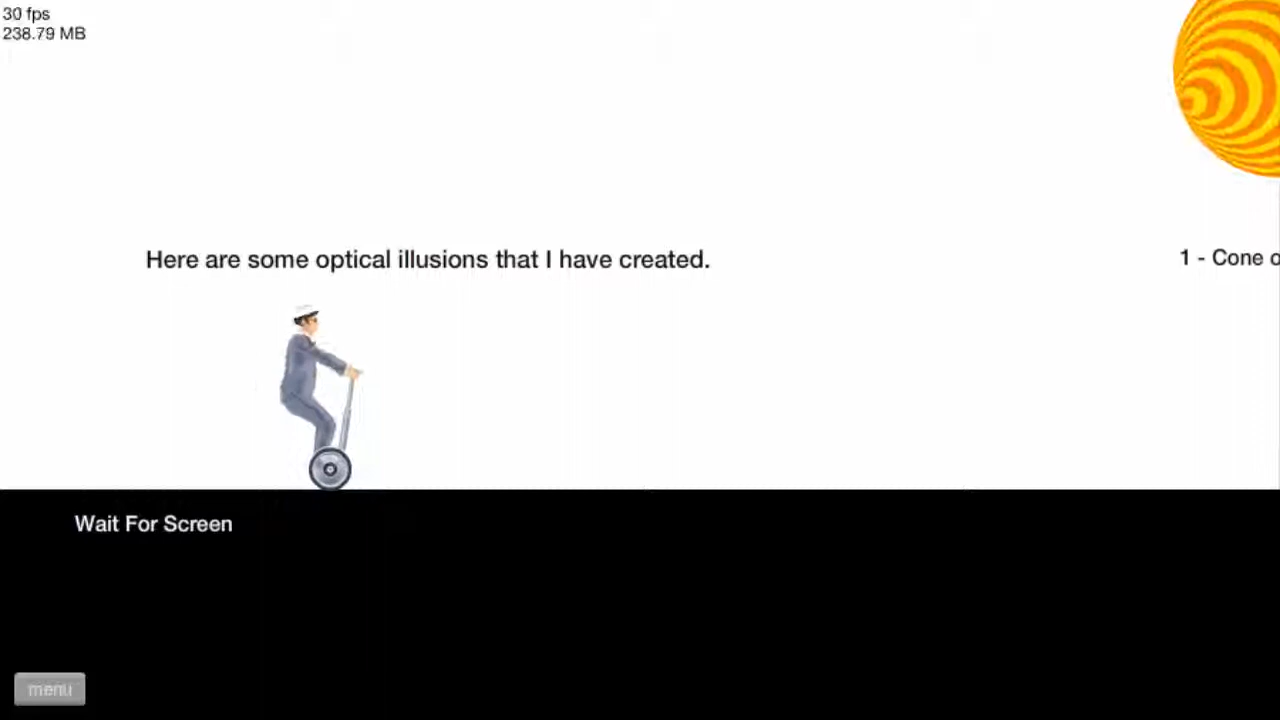 30 fps
238.79 MB
Here are some optical illusions that I have created.
1 - Cone o
Wait For Screen
menu